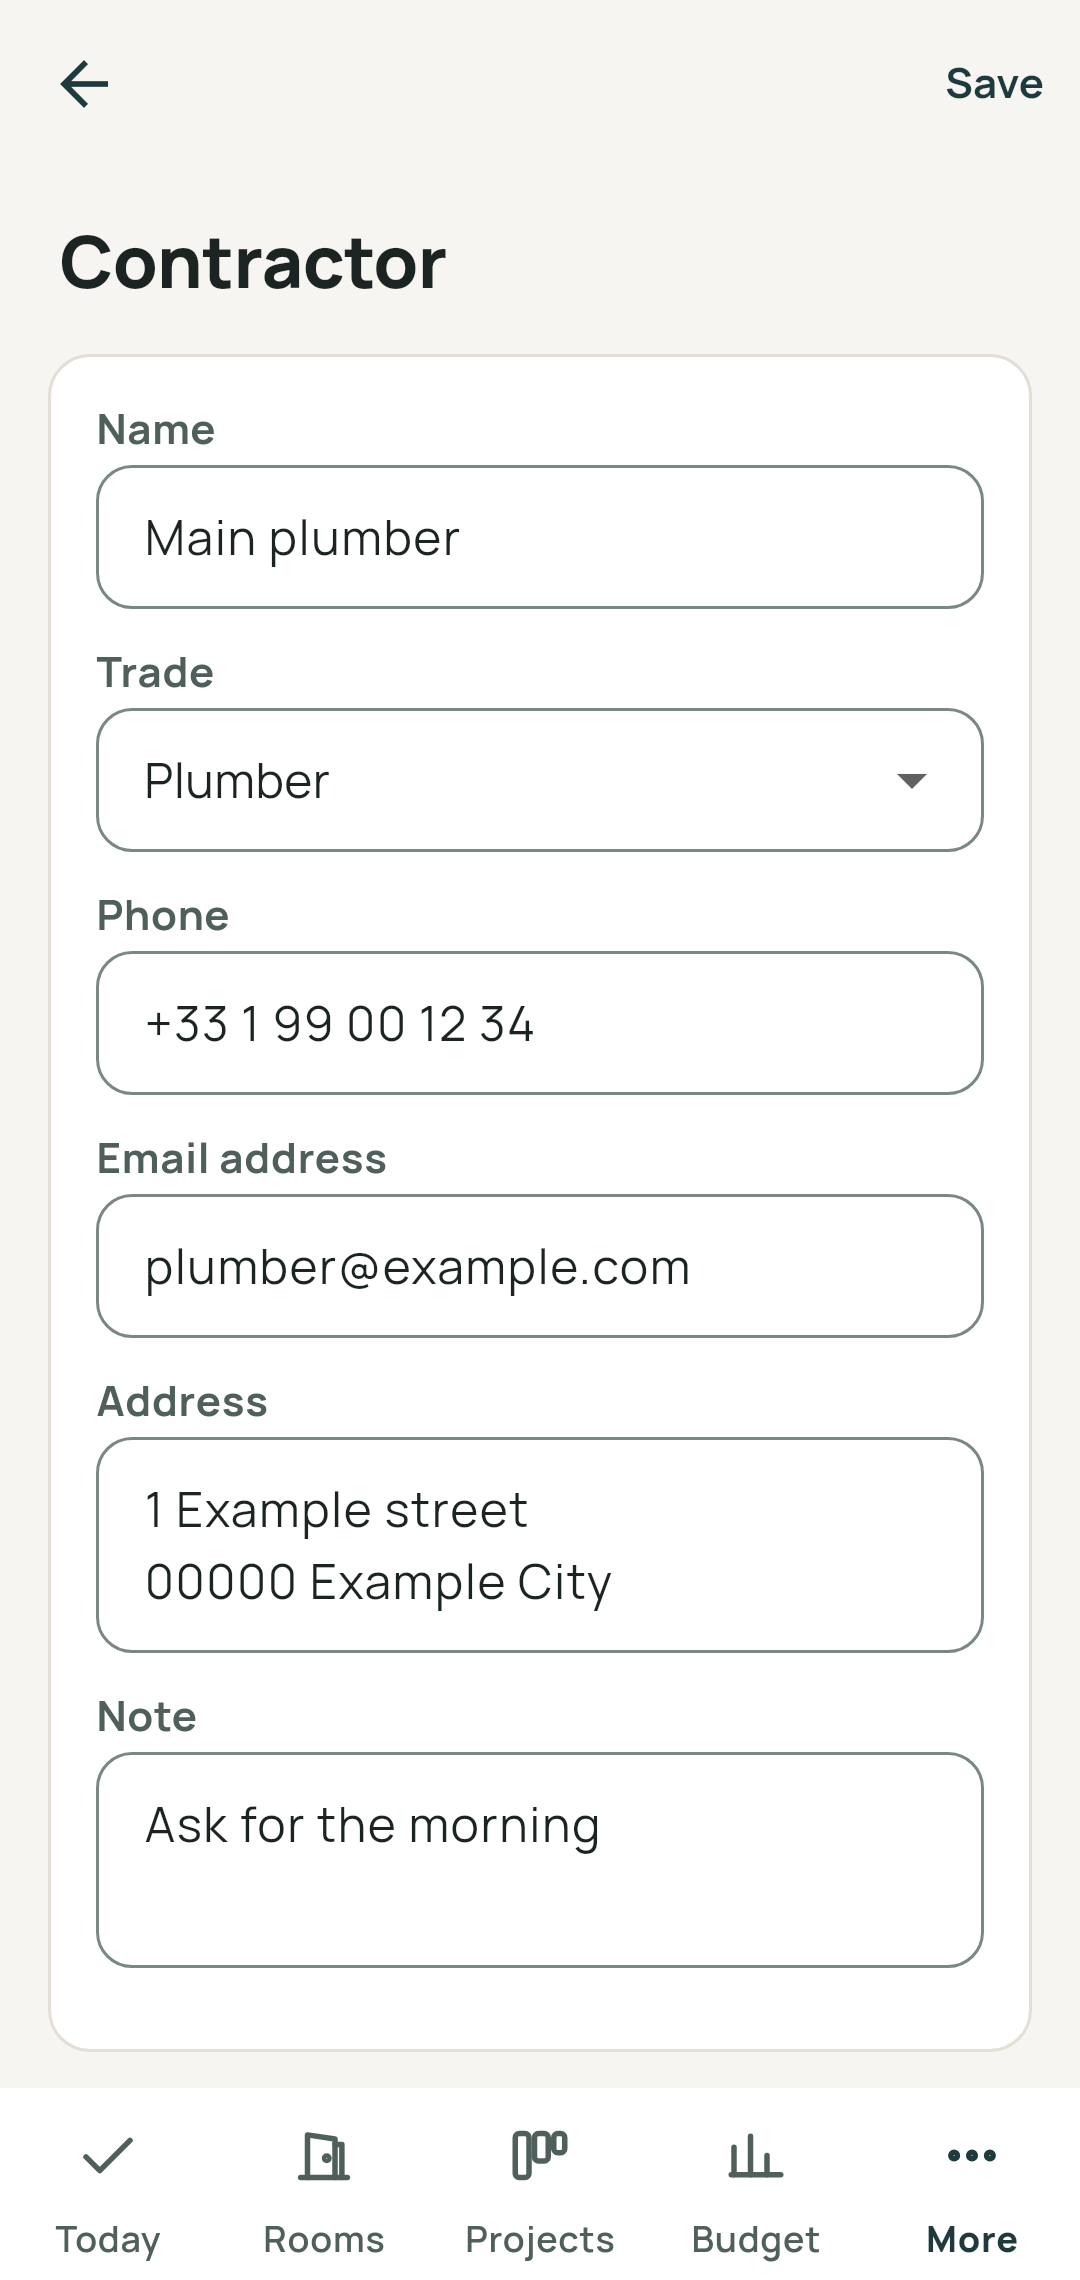 Save
Contractor
Name
Main plumber
Trade
Plumber
Phone
+33 1 99 00 12 34
Email address
plumber@example.com
Address
1 Example street
00000 Example City
Note
Ask for the morning
Today
Rooms
Projects
Budget
More